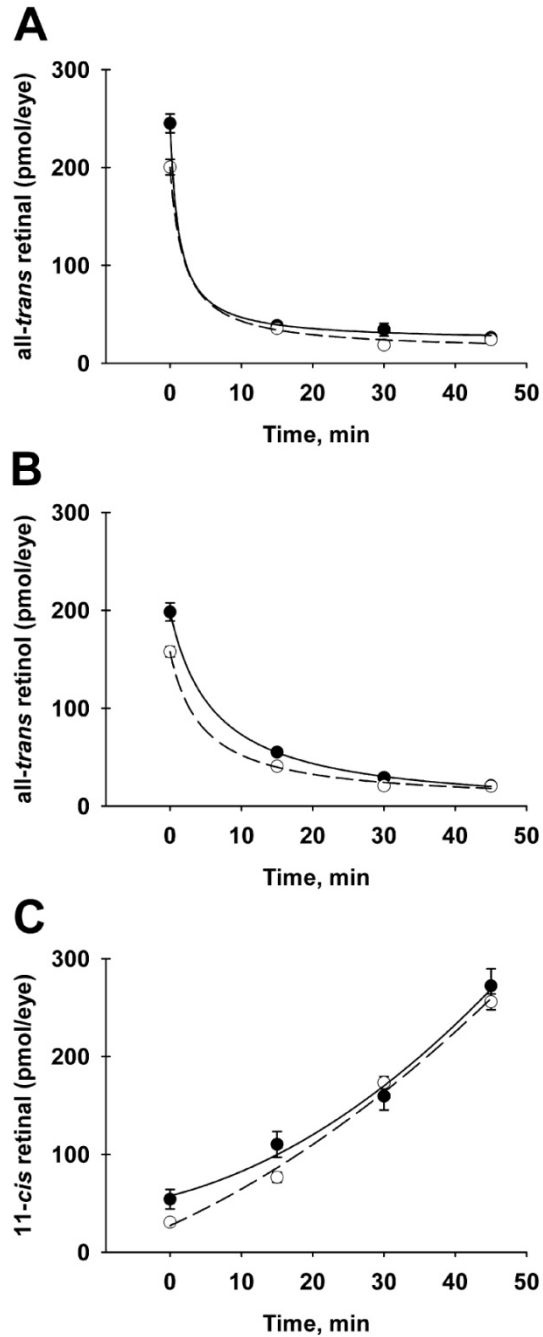 A
300
200
100
0
all-trans retinal (pmol/eye)
0 10 20 30 40 50
Time, min
B
300
200
100
0
all-trans retinol (pmol/eye)
0 10 20 30 40 50
Time, min
C
300
200
100
0
11-cis retinal (pmol/eye)
0 10 20 30 40 50
Time, min